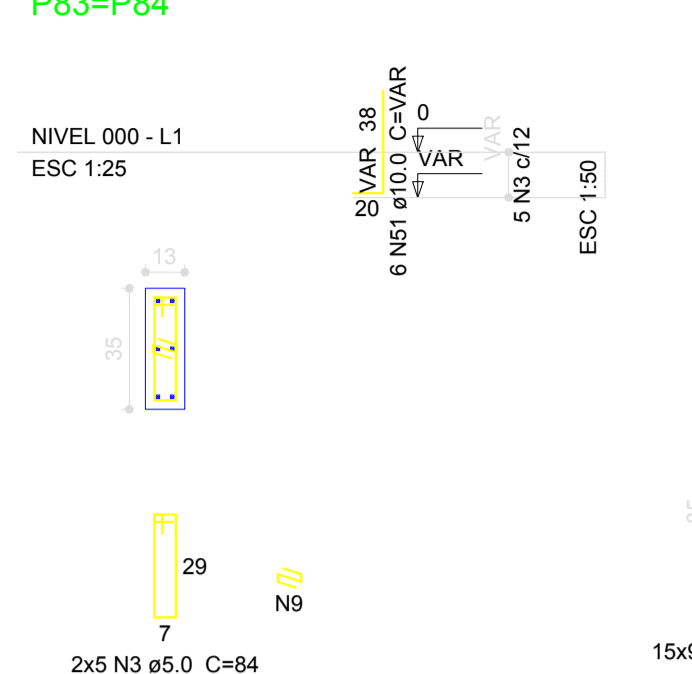 P83=P84
NIVEL 000 - L1
ESC 1:25
VAR 38
20
6 N51 ø10.0 C=VAR
0
VAR
VAR
5 N3 c/12
ESC 1:50
13
35
29
7
N9
2x5 N3 ø5.0 C=84